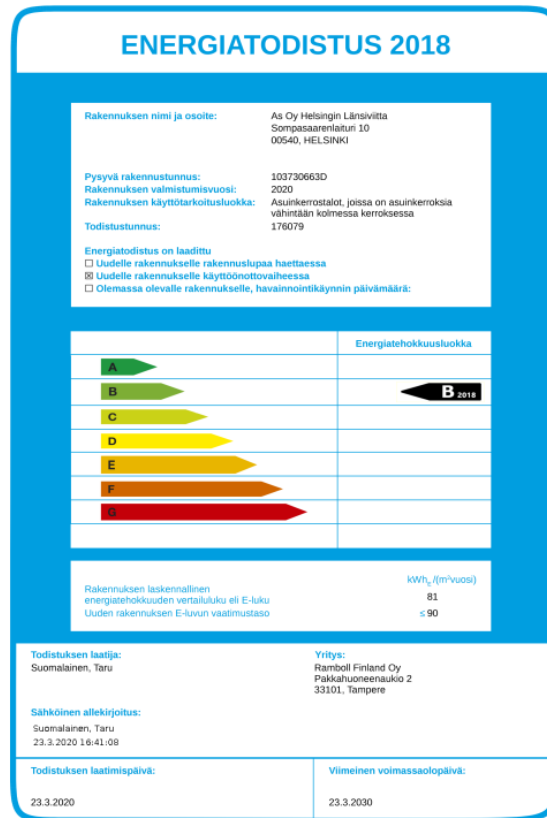 ENERGIATODISTUS 2018
Rakennuksen nimi ja osoite: As Oy Helsingin Länsiviitta
Sompasaarenlaituri 10
00540, HELSINKI
Pysyvä rakennustunnus: 103730663D
Rakennuksen valmistumisvuosi: 2020
Rakennuksen käyttötarkoitusluokka: Asuinkerrostalot, joissa on asuinkerroksia
vähintään kolmessa kerroksessa
Todistustunnus: 176079
Energiatodistus on laadittu
☐ Uudelle rakennukselle rakennuslupaa haettaessa
☒ Uudelle rakennukselle käyttöönottovaiheessa
☐ Olemassa olevalle rakennukselle, havainnointikäynnin päivämäärä:
Energiatehokkuusluokka
A
B B 2018
C
D
E
F
G
kWhE /(m²vuosi)
Rakennuksen laskennallinen
energiatehokkuuden vertailuluku eli E-luku 81
Uuden rakennuksen E-luvun vaatimustaso ≤ 90
Todistuksen laatija: Yritys:
Suomalainen, Taru Ramboll Finland Oy
Pakkahuoneenaukio 2
33101, Tampere
Sähköinen allekirjoitus:
Suomalainen, Taru
23.3.2020 16:41:08
Todistuksen laatimispäivä: Viimeinen voimassaolopäivä:
23.3.2020 23.3.2030